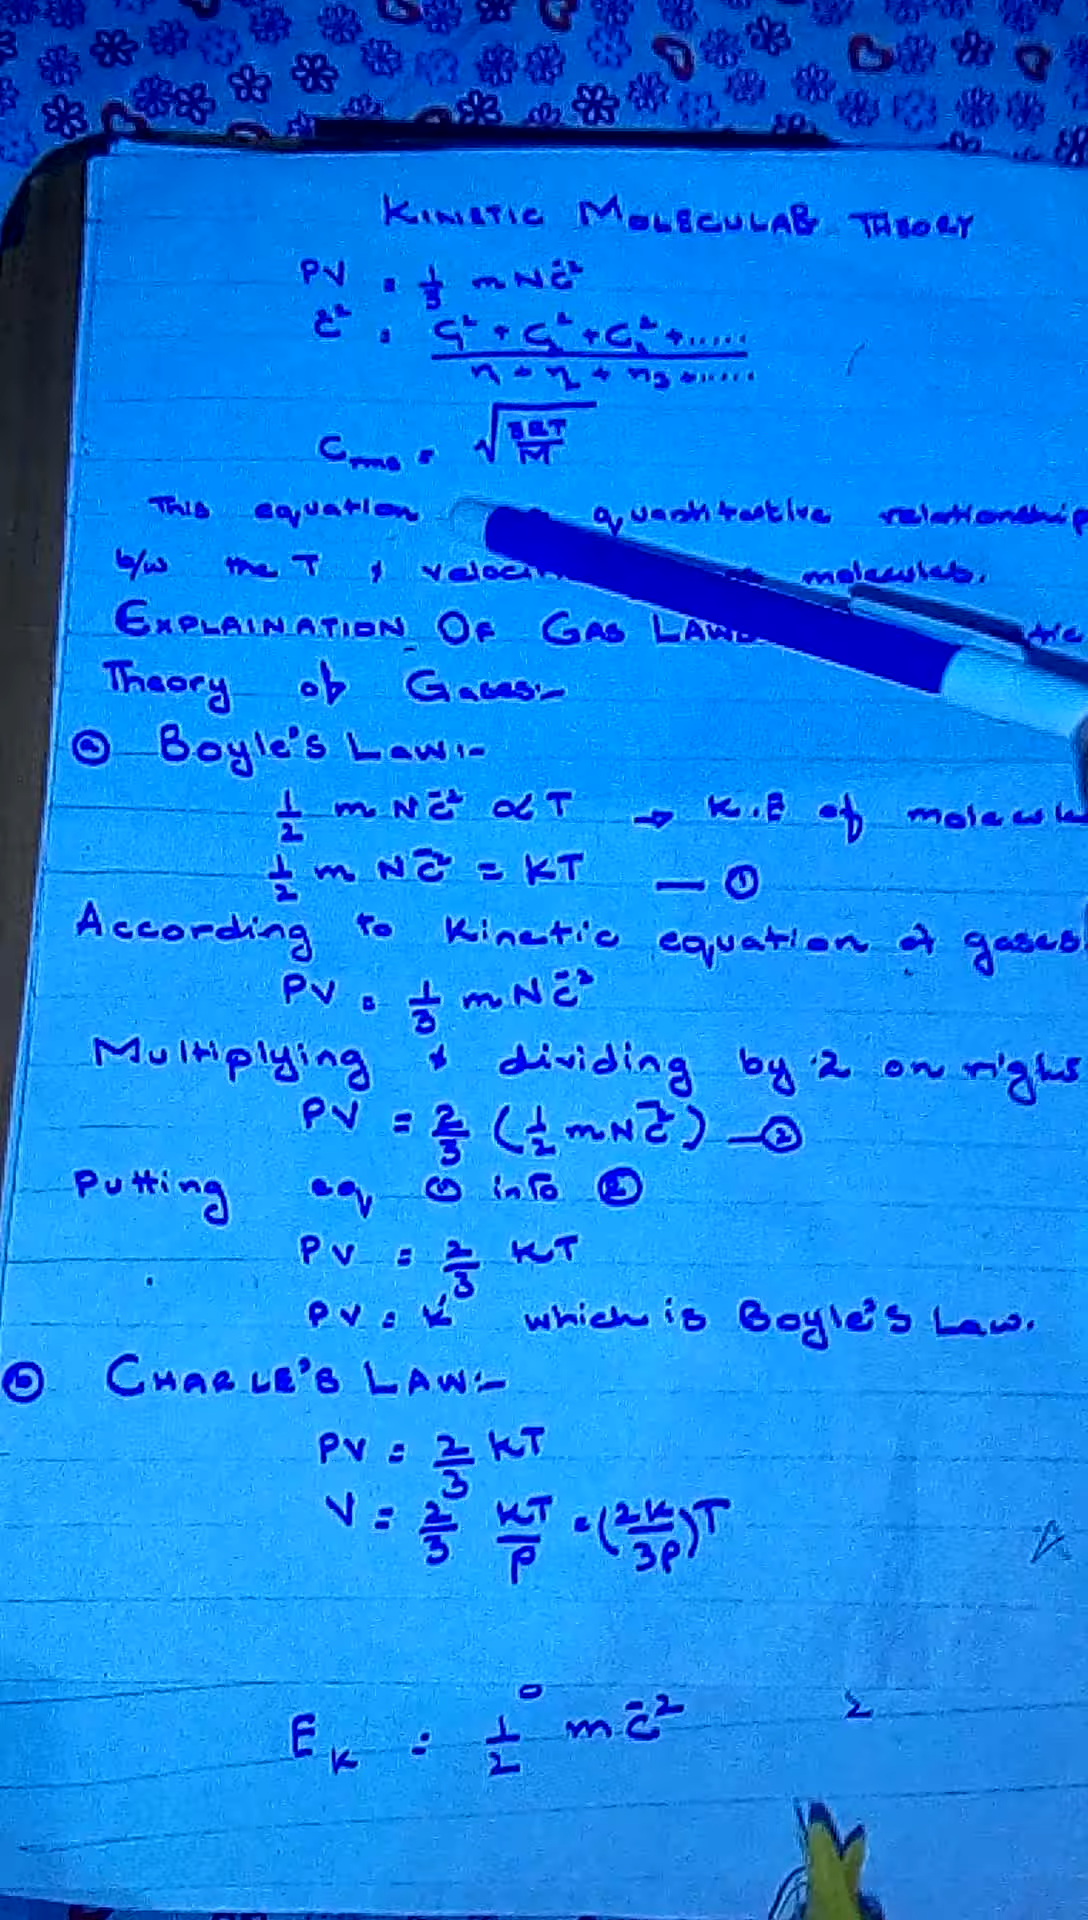 KINETIC MOLECULAR THEORY
PV = 1/3 mNc̄²
c̄² = C₁² + C₂² + C₃² + ...... / n₁ + n₂ + n₃ + ......
Crms = √(3RT/M)
This equation quantitative relationship
b/w the T & molecules.
EXPLAINATION OF GAS LAWS
Theory of Gases:-
ⓐ Boyle's Law:-
1/2 mNc̄² ∝ T → K.E of
1/2 mNc̄² = KT — ①
According to Kinetic equation of gases.
PV = 1/3 mNc̄²
Multiplying & dividing by 2 on
PV = 2/3 (1/2 mNc̄²) — ②
Putting eq ① into ②
PV = 2/3 KT
PV = K which is Boyle's Law.
ⓑ CHARLE'S LAW:-
PV = 2/3 KT
V = 2/3 KT/P = (2K/3P)T
E_K = 1/2 mc̄² 2